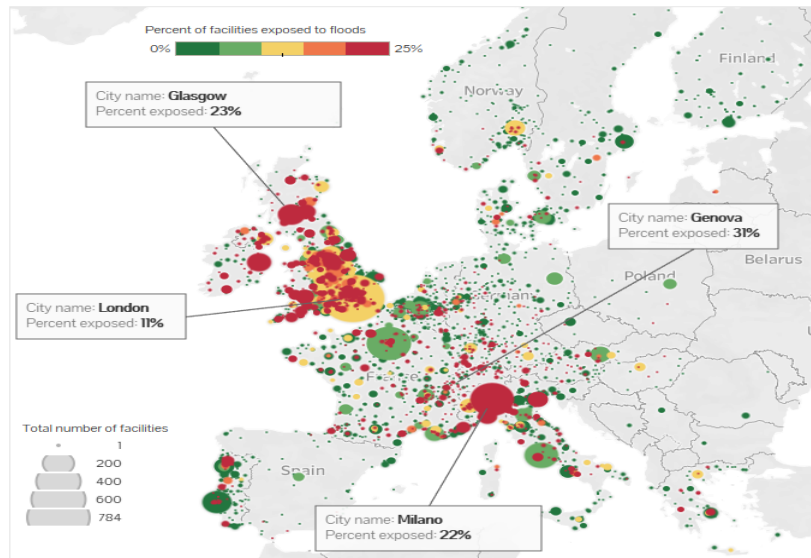 Percent of facilities exposed to floods
0% 25%
Finland
Norway
City name: Glasgow
Percent exposed: 23%
City name: Genova
Percent exposed: 31%
Belarus
Poland
City name: London
Percent exposed: 11%
France
Total number of facilities
1
200
400
600
784
Spain
City name: Milano
Percent exposed: 22%